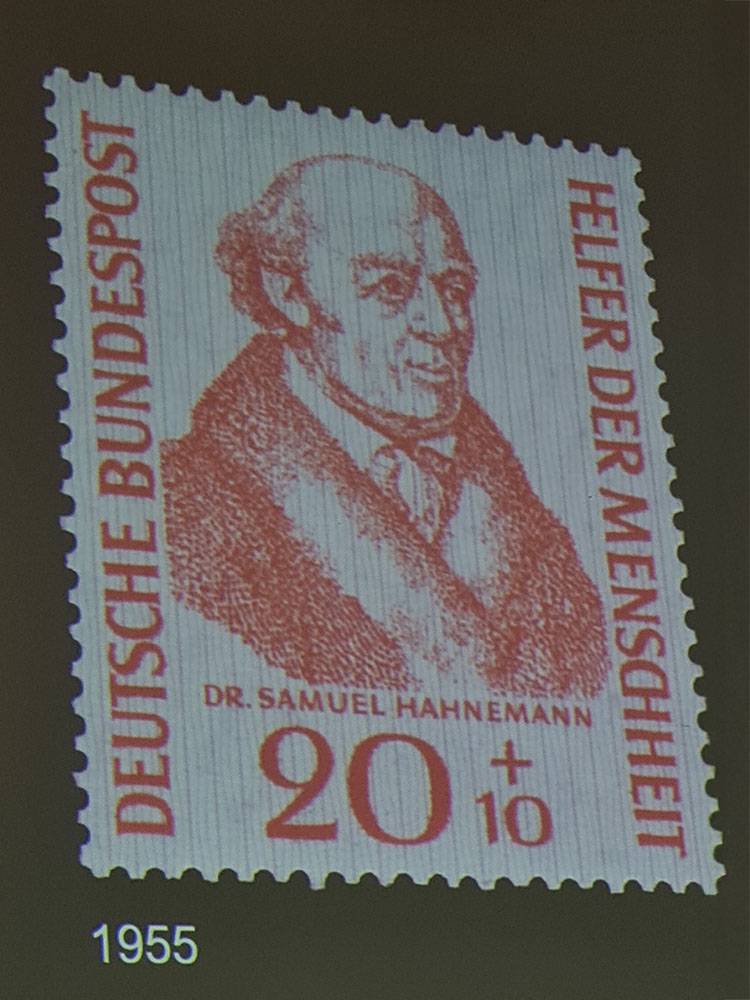 DEUTSCHE BUNDESPOST
HELFER DER MENSCHHEIT
DR. SAMUEL HAHNEMANN
20 + 10
1955